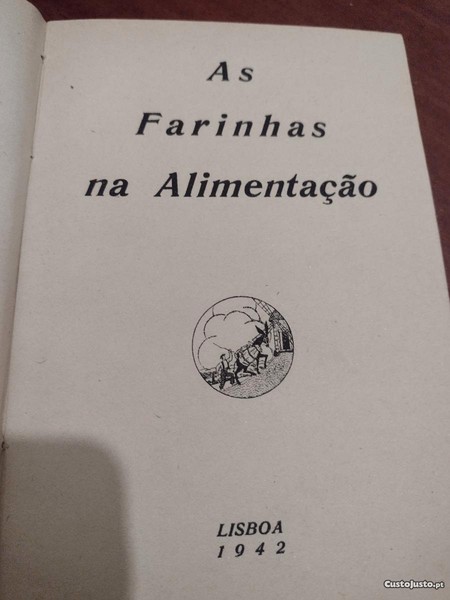 As
Farinhas
na Alimentação
LISBOA
1942
CustoJusto.pt